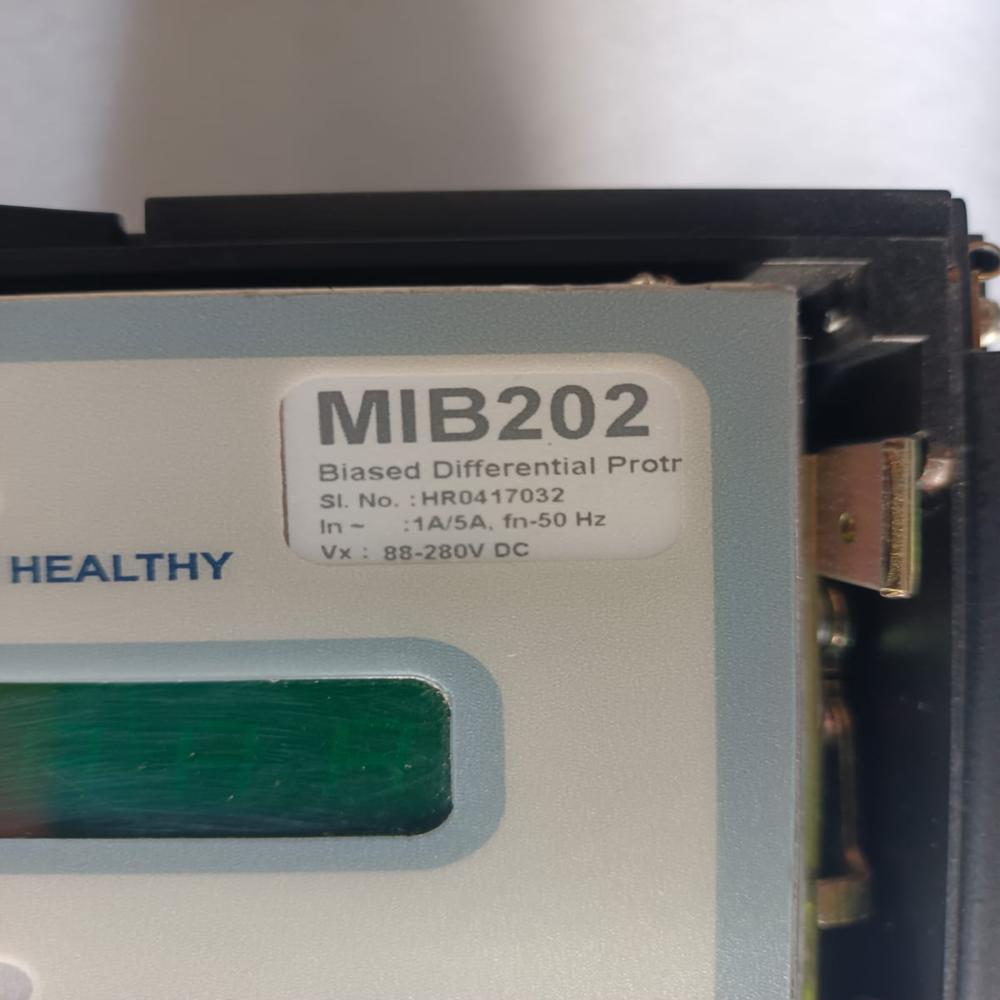 MIB202
Biased Differential Protr
Sl. No. : HR0417032
In ~ :1A/5A, fn-50 Hz
Vx : 88-280V DC
HEALTHY